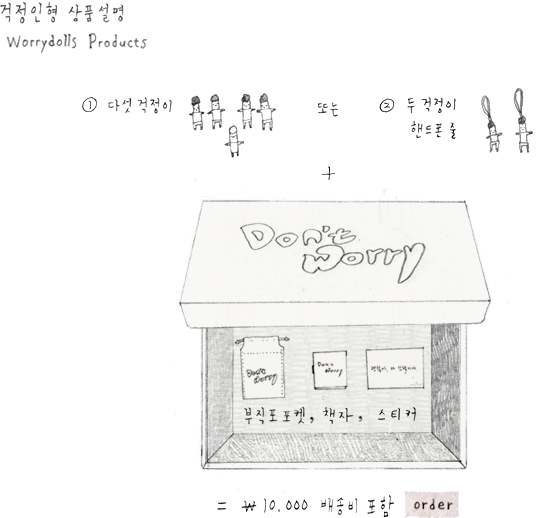 걱정인형 상품설명
Worrydolls Products
① 다섯 걱정이
또는
② 두 걱정이
핸드폰 줄
+
Don't
Worry
Don't
Worry
Don't
Worry
부직포포켓, 책자, 스티커
= ₩10,000 배송비 포함
order